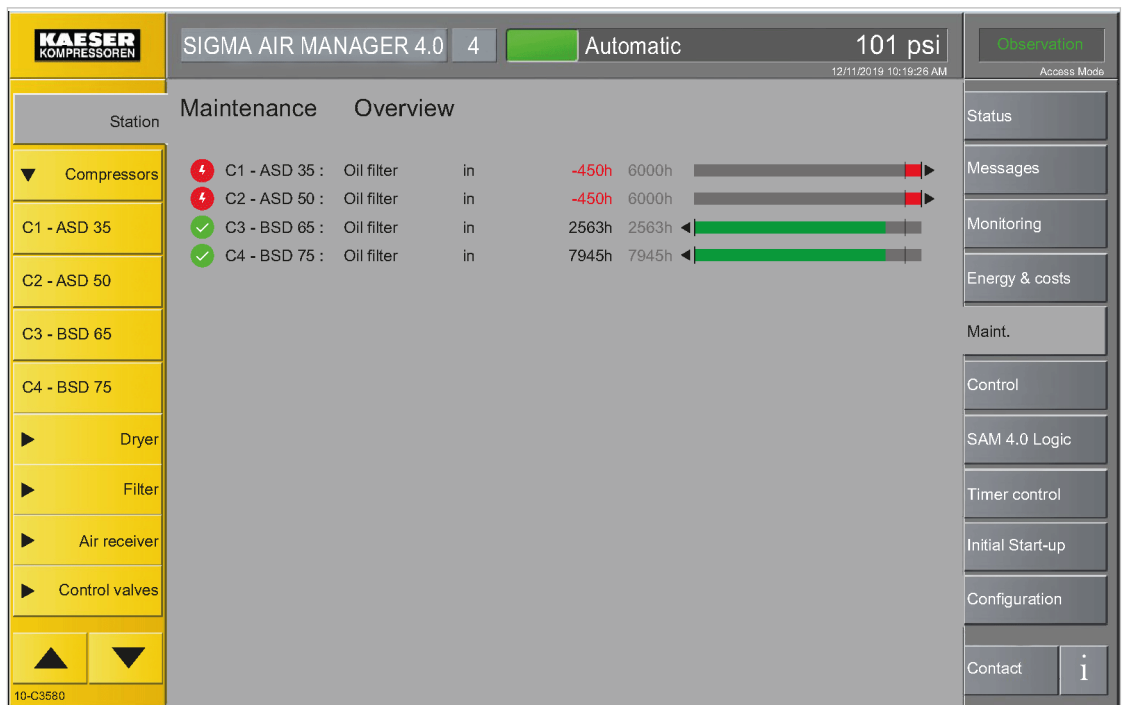 KAESER
KOMPRESSOREN
SIGMA AIR MANAGER 4.0 4 Automatic 101 psi
12/11/2019 10:19:26 AM
Observation
Access Mode
Station
Compressors
C1 - ASD 35
C2 - ASD 50
C3 - BSD 65
C4 - BSD 75
Dryer
Filter
Air receiver
Control valves
10-C3580
Maintenance Overview
C1 - ASD 35 : Oil filter in -450h 6000h
C2 - ASD 50 : Oil filter in -450h 6000h
C3 - BSD 65 : Oil filter in 2563h 2563h
C4 - BSD 75 : Oil filter in 7945h 7945h
Status
Messages
Monitoring
Energy & costs
Maint.
Control
SAM 4.0 Logic
Timer control
Initial Start-up
Configuration
Contact i